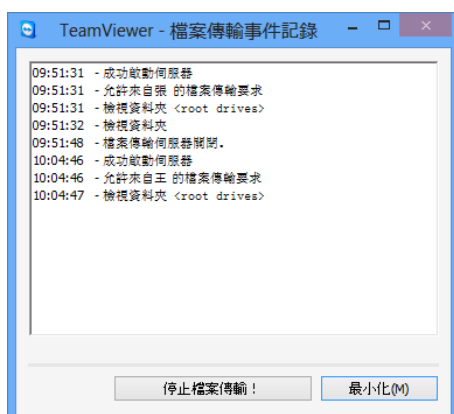 TeamViewer - 檔案傳輸事件記錄
09:51:31 - 成功啟動伺服器
09:51:31 - 允許來自張 的檔案傳輸要求
09:51:31 - 檢視資料夾 <root drives>
09:51:32 - 檢視資料夾
09:51:48 - 檔案傳輸伺服器關閉.
10:04:46 - 成功啟動伺服器
10:04:46 - 允許來自王 的檔案傳輸要求
10:04:47 - 檢視資料夾 <root drives>
停止檔案傳輸！
最小化(M)